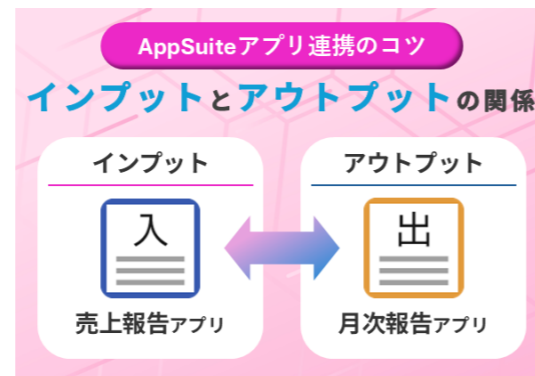 AppSuiteアプリ連携のコツ
インプットとアウトプットの関係
インプット
入
売上報告アプリ
アウトプット
出
月次報告アプリ